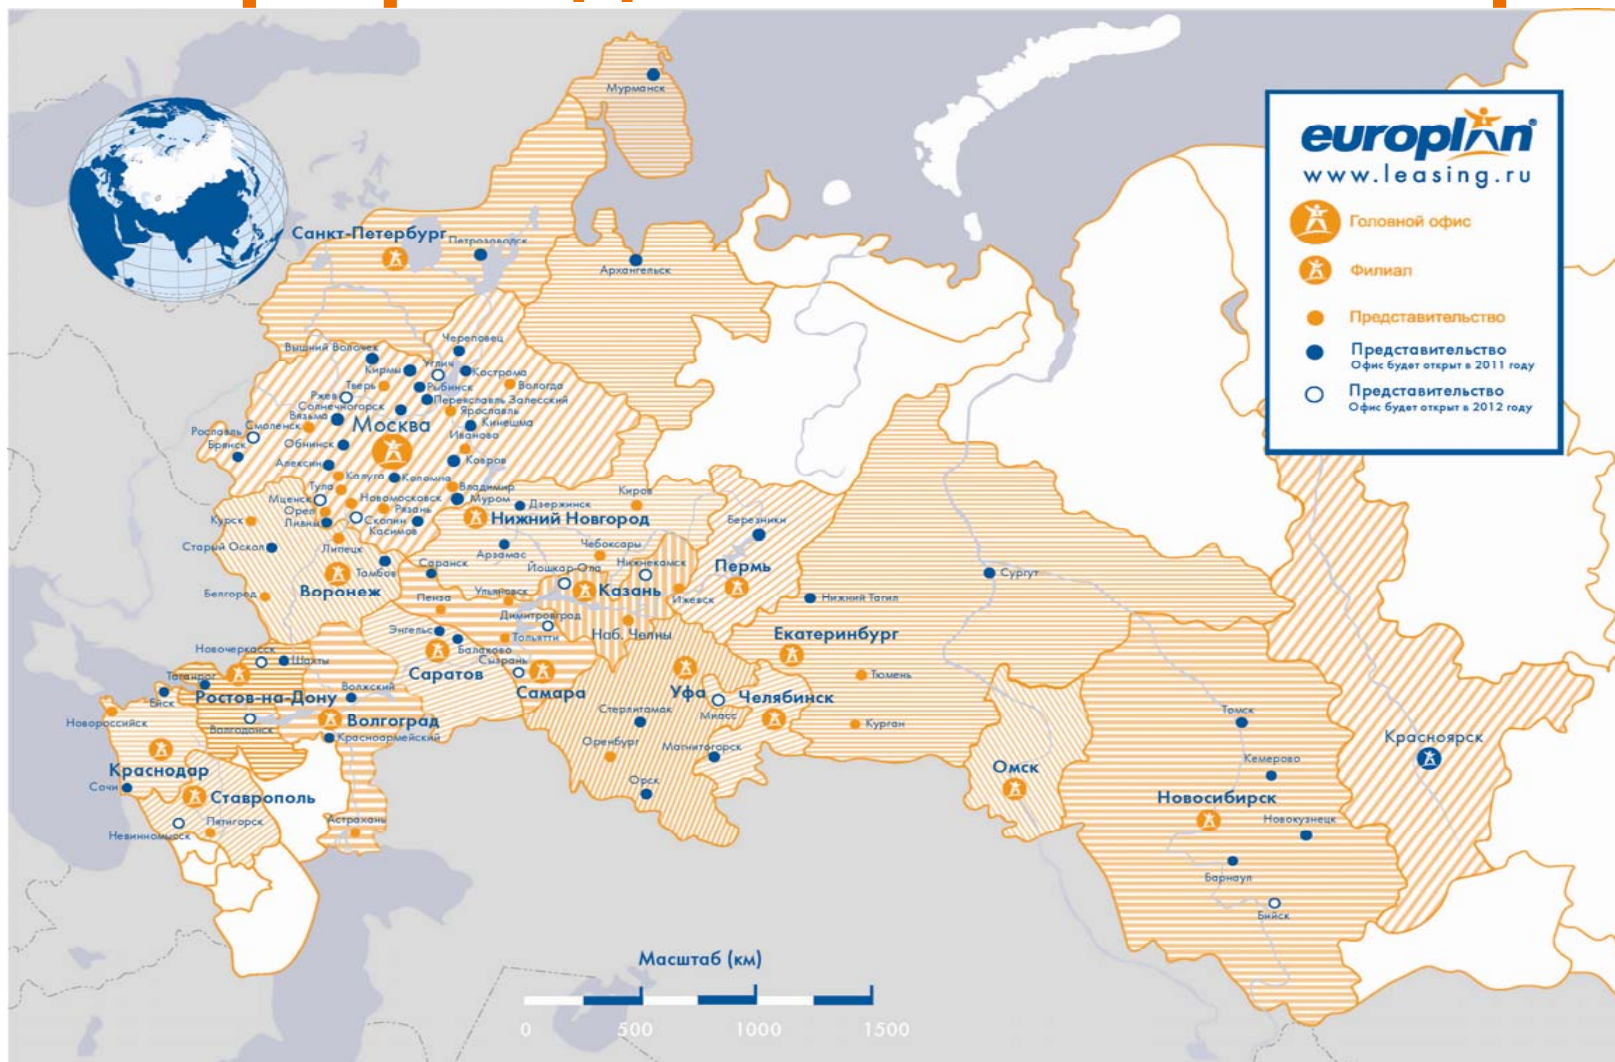 europlan®
www.leasing.ru
Головной офис
Филиал
Представительство
Представительство
Офис будет открыт в 2011 году
Представительство
Офис будет открыт в 2012 году
Мурманск
Санкт-Петербург
Петрозаводск
Архангельск
Череповец
Вышний Волочек
Углич
Кирмы
Кострома
Тверь
Рыбинск
Вологда
Ржев
Переяславль Залесский
Солнечногорск
Ярославль
Вязьма
Кинешма
Смоленск
Москва
Рославль
Иваново
Брянск
Обнинск
Ковров
Алексин
Калуга
Коломна
Владимир
Тула
Мценск
Новомосковск
Муром
Дзержинск
Киров
Орел
Рязань
Ливны
Скопин
Касимов
Нижний Новгород
Березники
Курск
Старый Оскол
Липецк
Арзамас
Чебоксары
Тамбов
Саранск
Йошкар-Ола
Нижнекамск
Пермь
Сургут
Белгород
Воронеж
Пенза
Ульяновск
Казань
Ижевск
Нижний Тагил
Димитровград
Энгельс
Тольятти
Наб. Челны
Екатеринбург
Новочеркасск
Шахты
Балаково
Сызрань
Таганрог
Саратов
Самара
Уфа
Тюмень
Ейск
Ростов-на-Дону
Волжский
Челябинск
Новороссийск
Волгодонск
Волгоград
Стерлитамак
Миасс
Курган
Томск
Красноармейский
Красноярск
Краснодар
Оренбург
Магнитогорск
Омск
Кемерово
Сочи
Ставрополь
Орск
Новосибирск
Невинномысск
Пятигорск
Астрахань
Новокузнецк
Барнаул
Бийск
Масштаб (км)
0 500 1000 1500